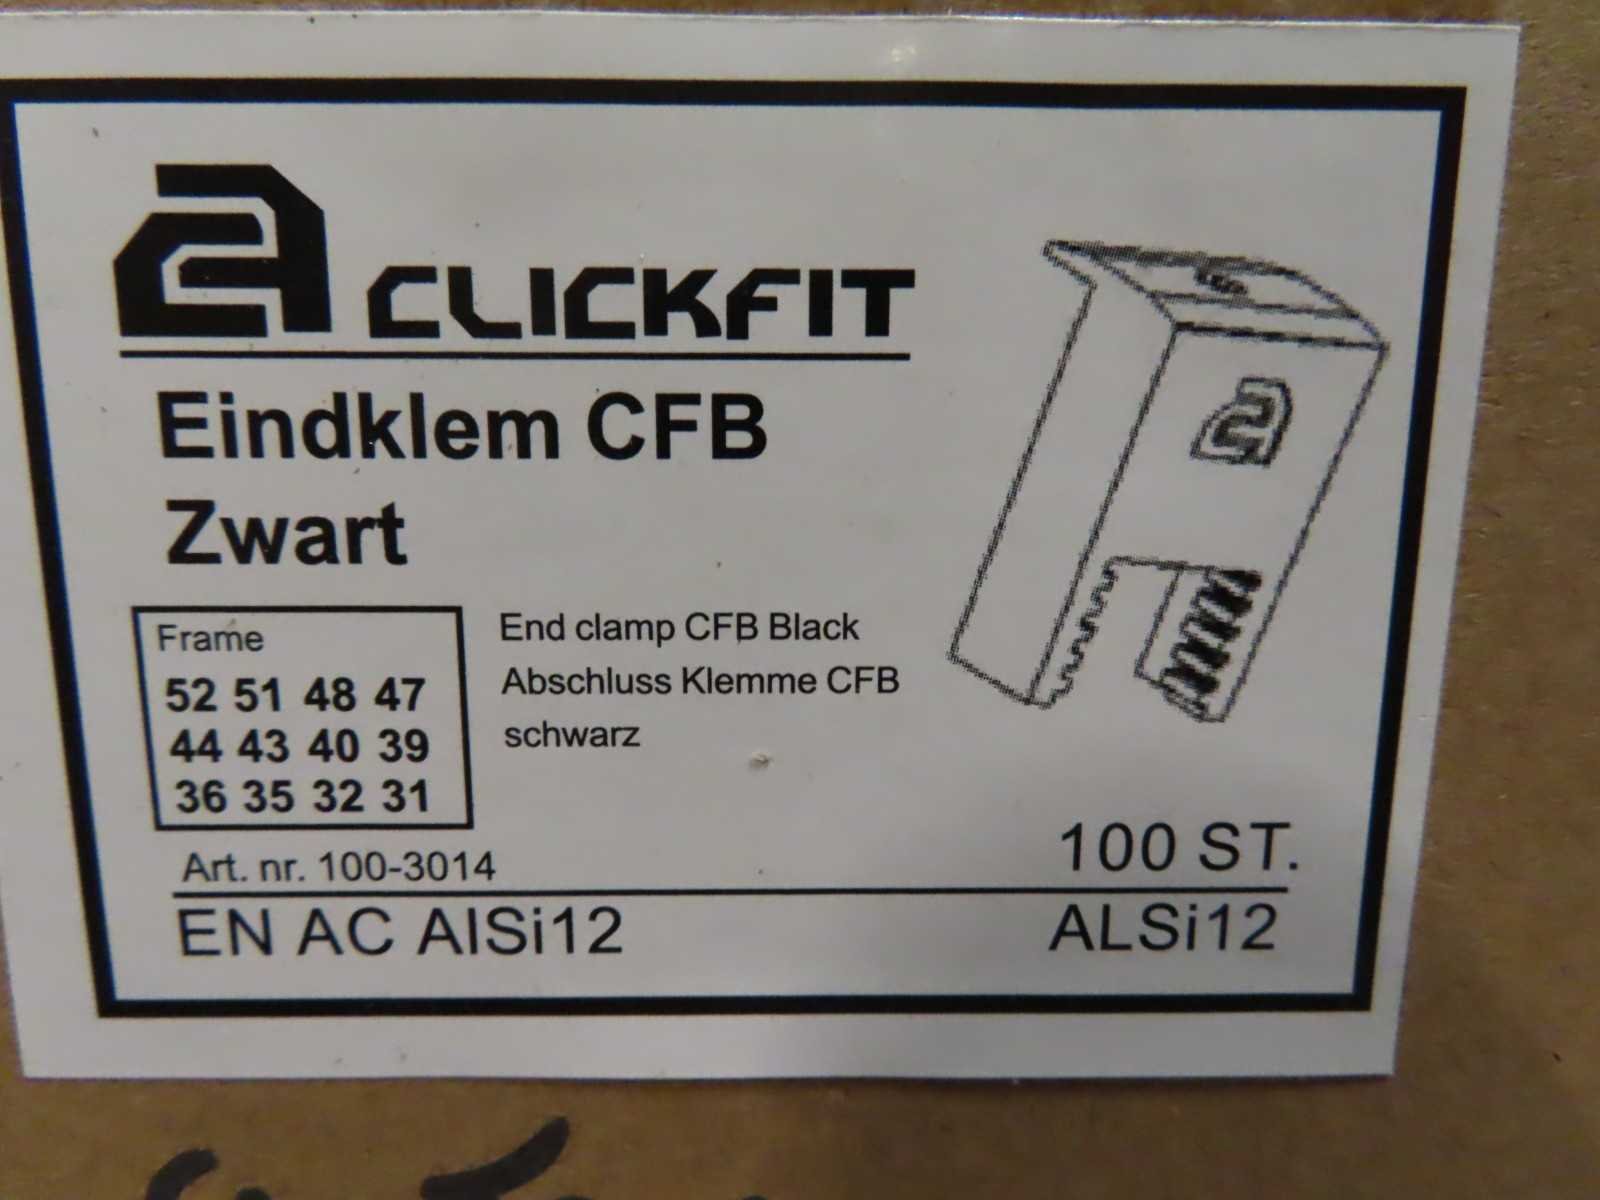 CLICKFIT
Eindklem CFB
Zwart
Frame
52 51 48 47
44 43 40 39
36 35 32 31
End clamp CFB Black
Abschluss Klemme CFB
schwarz
Art. nr. 100-3014
100 ST.
EN AC AlSi12
ALSi12